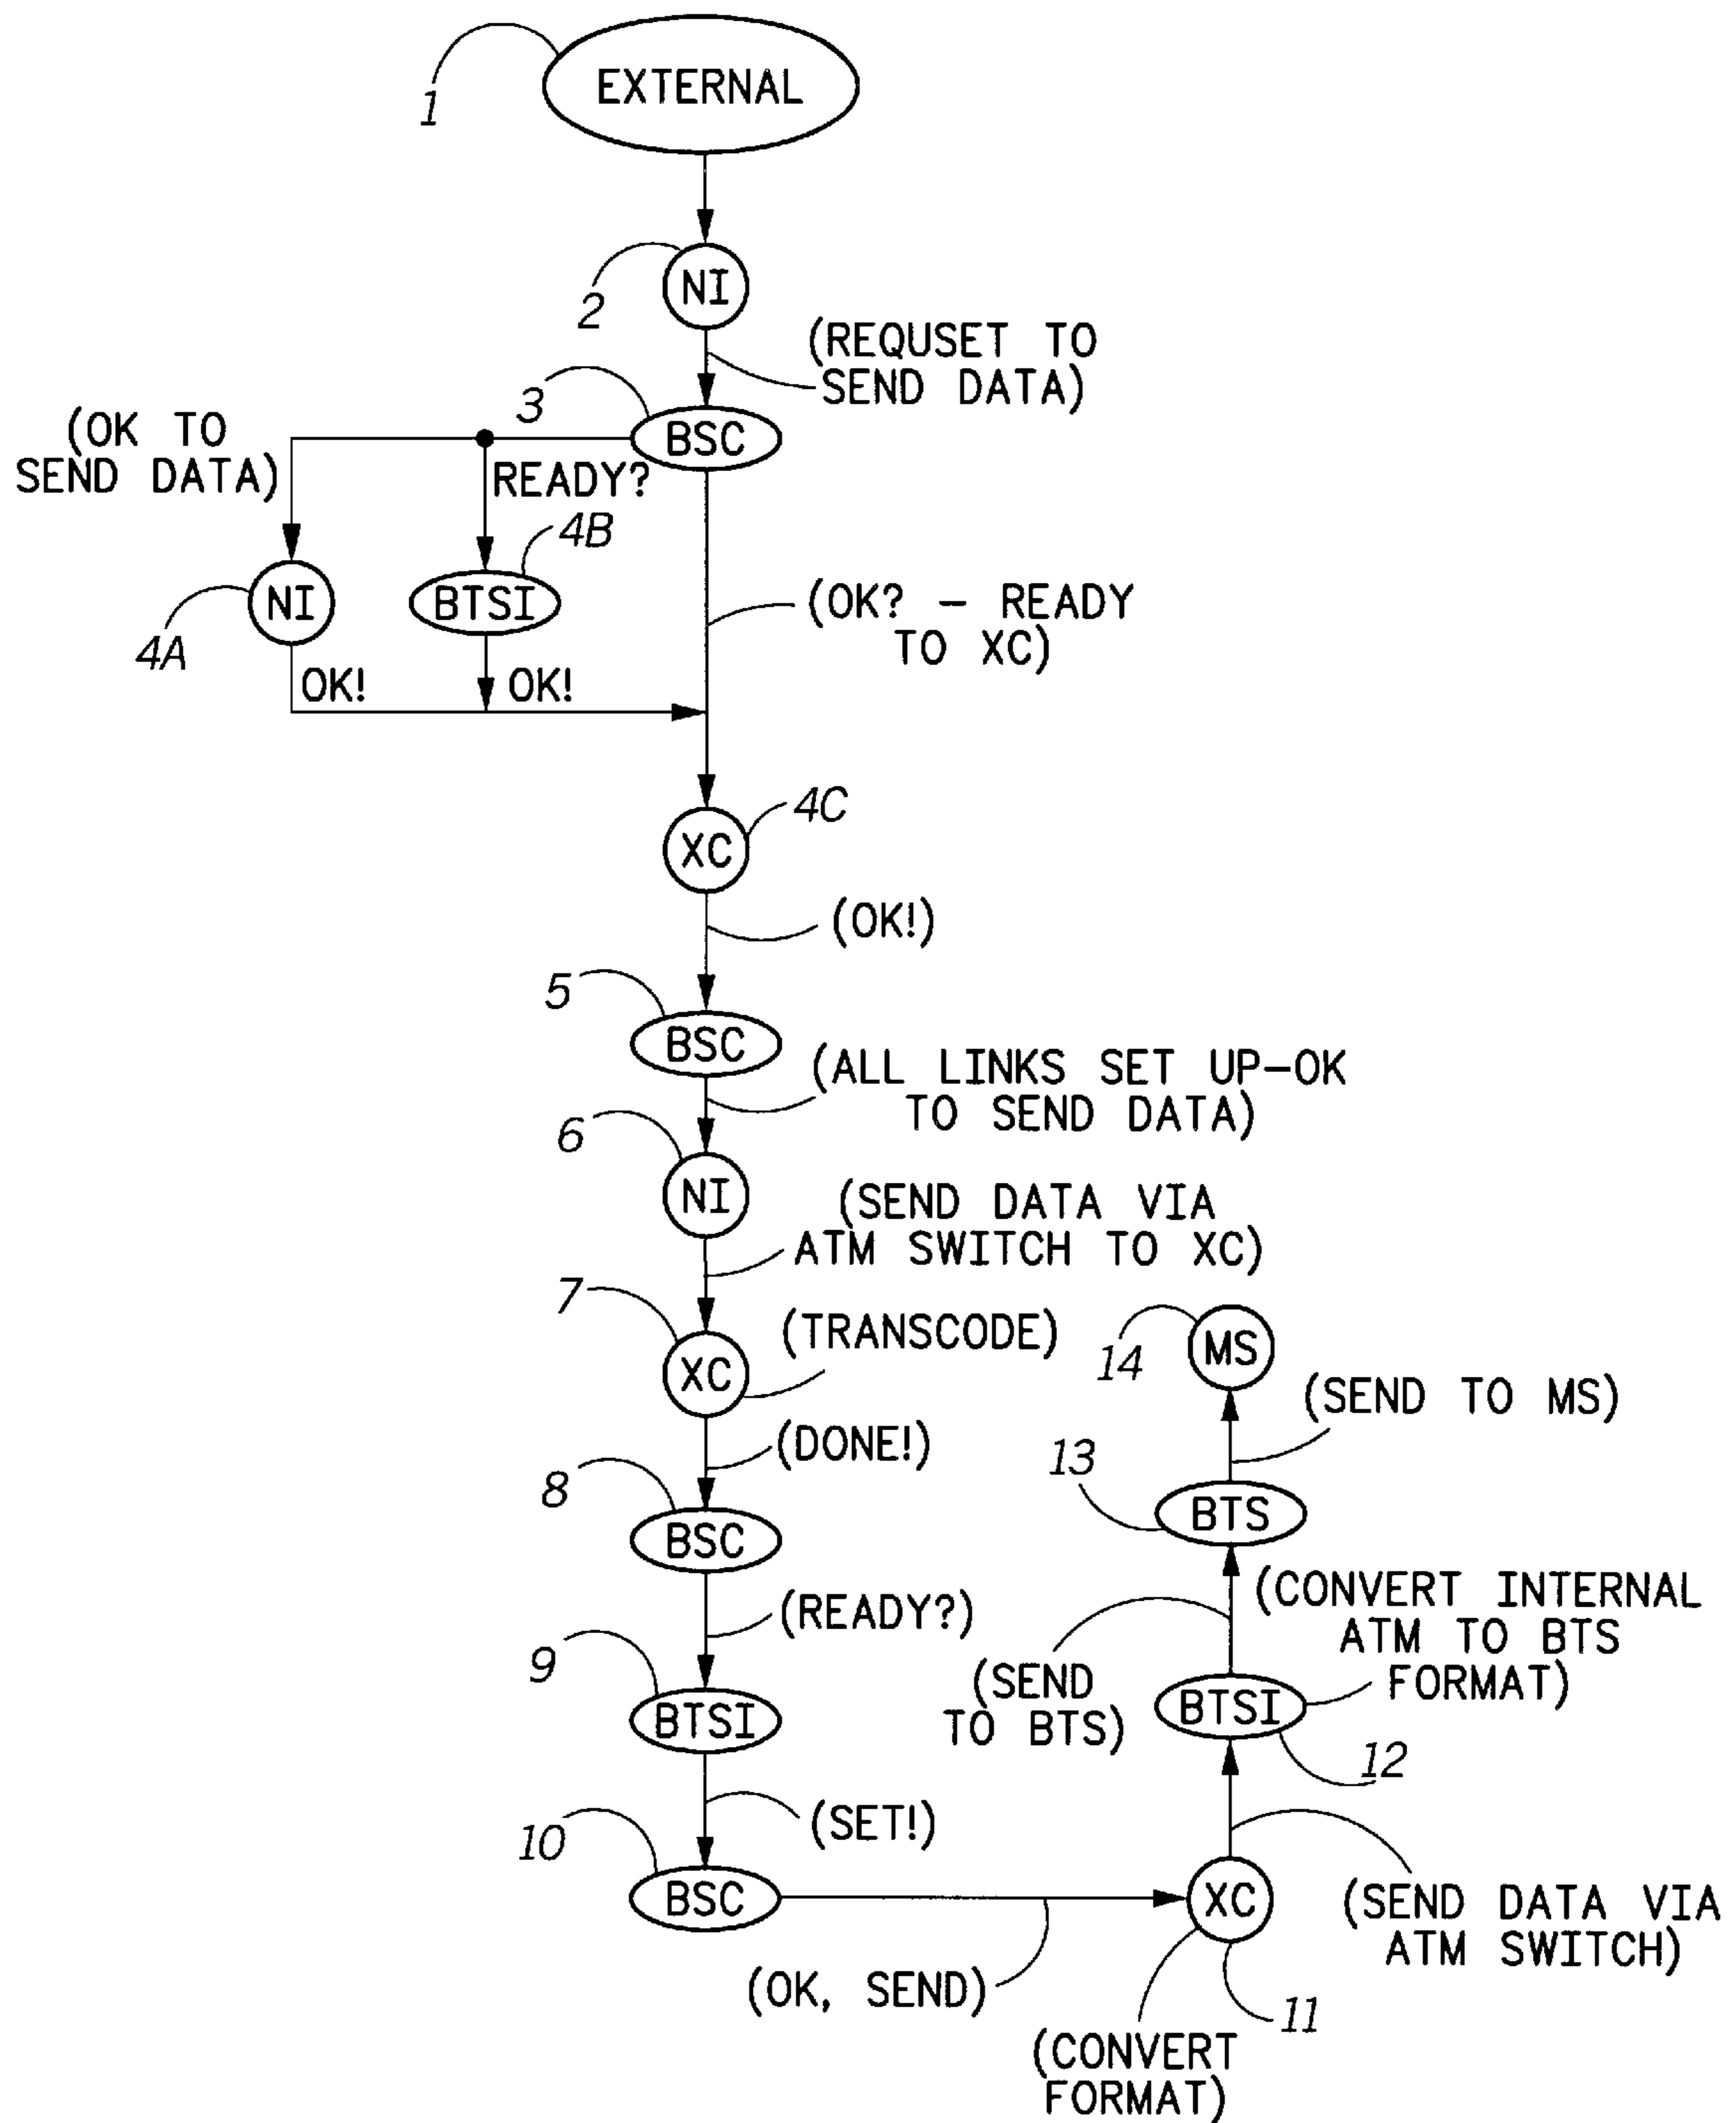 EXTERNAL
1
NI
2
(REQUSET TO
SEND DATA)
3
BSC
(OK TO
SEND DATA)
READY?
4B
NI
BTSI
4A
(OK? – READY
TO XC)
OK!
OK!
4C
XC
(OK!)
5
BSC
(ALL LINKS SET UP–OK
TO SEND DATA)
6
NI
(SEND DATA VIA
ATM SWITCH TO XC)
7
XC
(TRANSCODE)
(DONE!)
8
BSC
(READY?)
9
BTSI
(SET!)
10
BSC
(OK, SEND)
XC
11
(CONVERT
FORMAT)
(SEND DATA VIA
ATM SWITCH)
BTSI
12
(CONVERT INTERNAL
ATM TO BTS
FORMAT)
(SEND
TO BTS)
13
BTS
(SEND TO MS)
14
MS